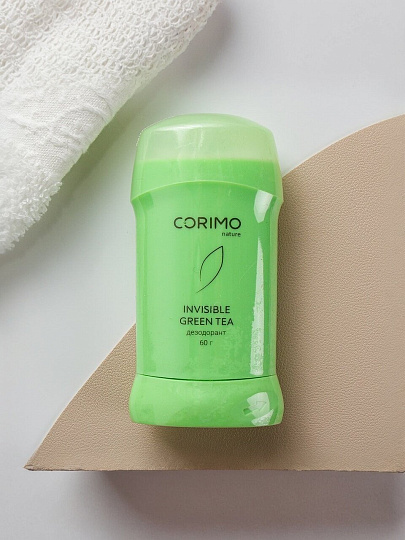 CORIMO
nature
INVISIBLE
GREEN TEA
дезодорант
60 г